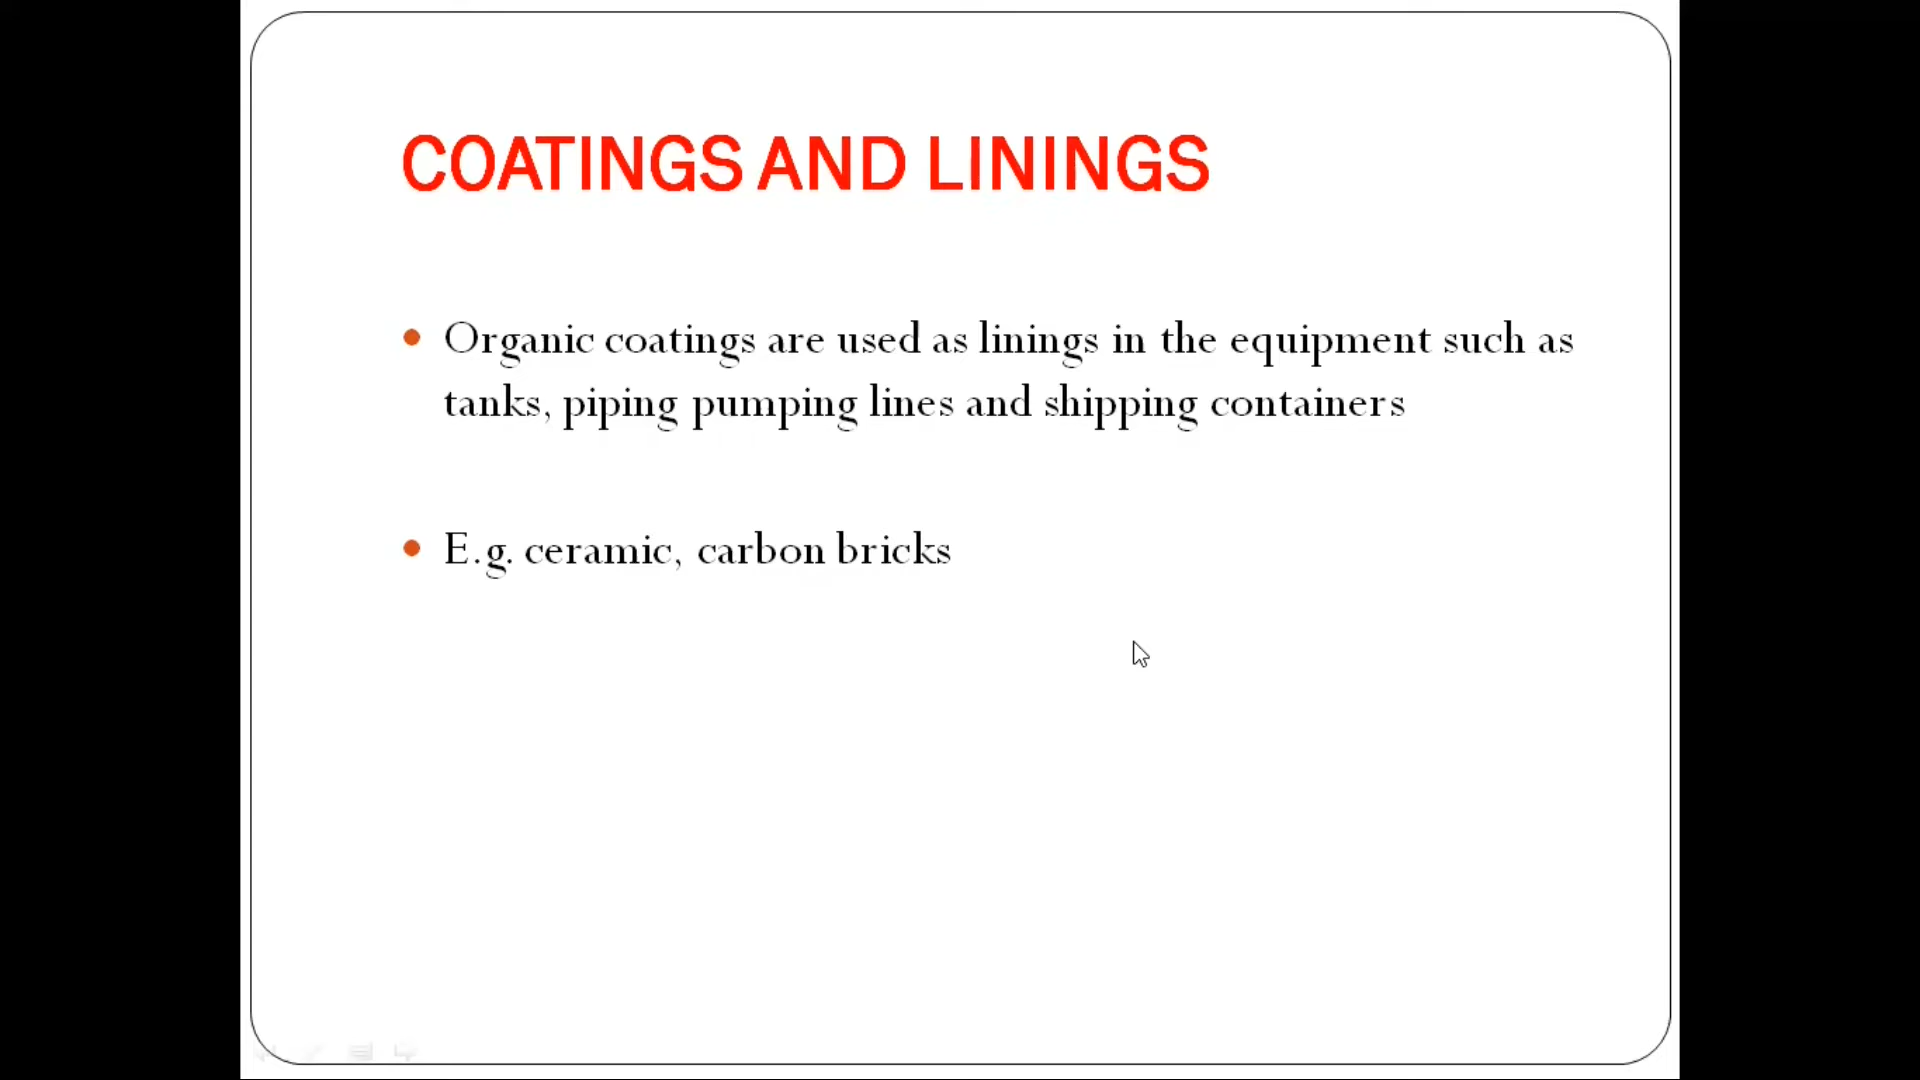 COATINGS AND LININGS
Organic coatings are used as linings in the equipment such as
tanks, piping pumping lines and shipping containers
E.g. ceramic, carbon bricks